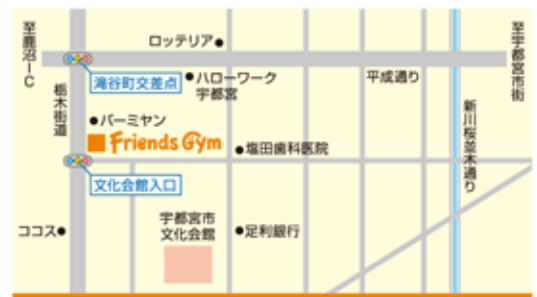 至鹿沼IC
ロッテリア
至宇都宮市街
滝谷町交差点
ハローワーク
宇都宮
平成通り
栃木街道
バーミヤン
Friends Gym
塩田歯科医院
新川桜並木通り
文化会館入口
宇都宮市
文化会館
ココス
足利銀行